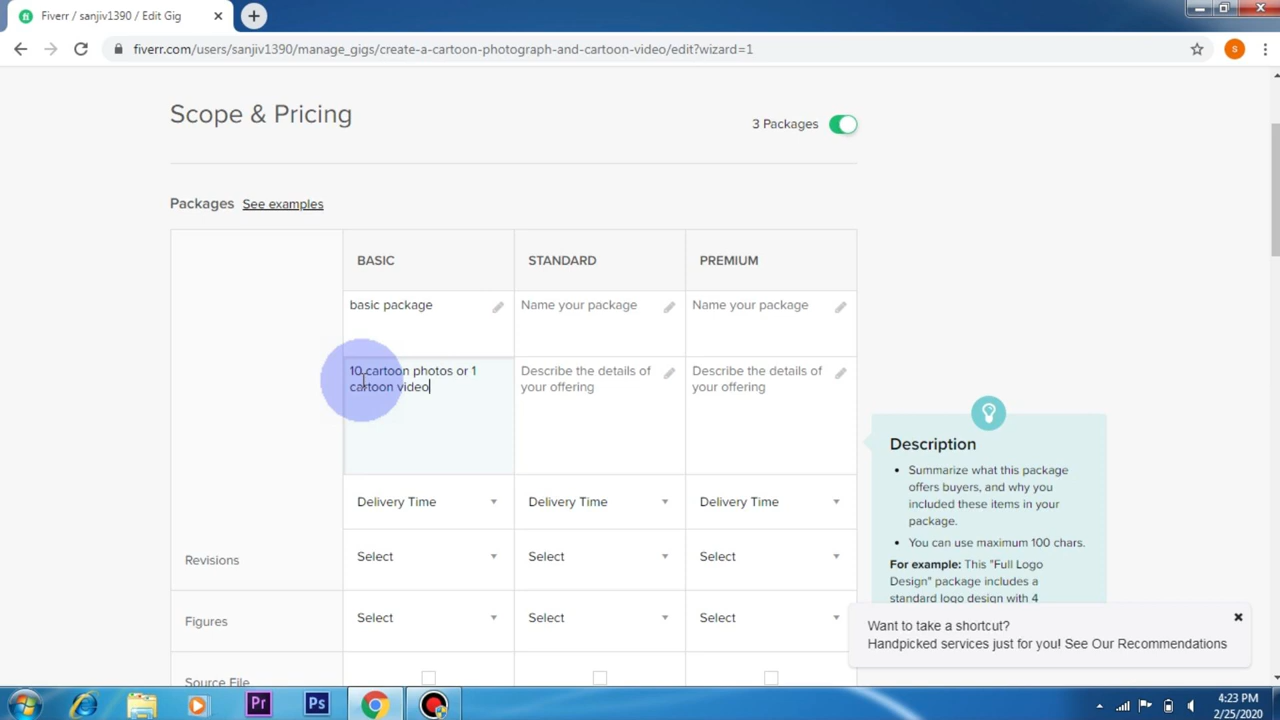 Fiverr / sanjiv1390 / Edit Gig
fiverr.com/users/sanjiv1390/manage_gigs/create-a-cartoon-photograph-and-cartoon-video/edit?wizard=1
s
Scope & Pricing
3 Packages
Packages See examples
BASIC STANDARD PREMIUM
basic package Name your package Name your package
10 cartoon photos or 1
cartoon video
Describe the details of
your offering
Describe the details of
your offering
Delivery Time Delivery Time Delivery Time
Revisions Select Select Select
Figures Select Select Select
Source File
Description
Summarize what this package
offers buyers, and why you
included these items in your
package.
You can use maximum 100 chars.
For example: This "Full Logo
Design" package includes a
standard logo design with 4
Want to take a shortcut?
Handpicked services just for you! See Our Recommendations
Pr Ps
4:23 PM
2/25/2020